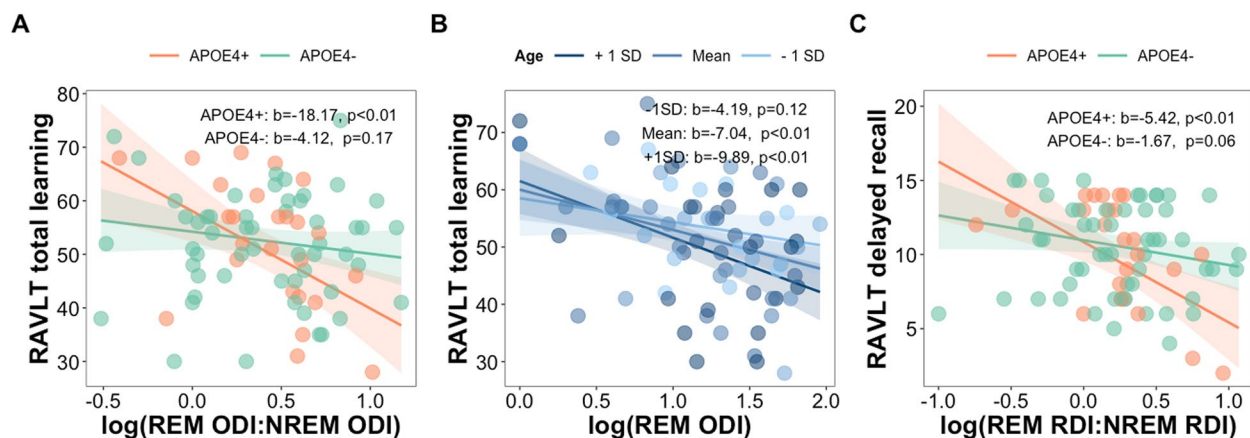 A
APOE4+ APOE4-
RAVLT total learning
80
70
60
50
40
30
APOE4+: b=-18.17, p<0.01
APOE4-: b=-4.12, p=0.17
-0.5 0.0 0.5 1.0
log(REM ODI:NREM ODI)
B
Age + 1 SD Mean - 1 SD
RAVLT total learning
70
60
50
40
30
-1SD: b=-4.19, p=0.12
Mean: b=-7.04, p<0.01
+1SD: b=-9.89, p<0.01
0.0 0.5 1.0 1.5 2.0
log(REM ODI)
C
APOE4+ APOE4-
RAVLT delayed recall
20
15
10
5
APOE4+: b=-5.42, p<0.01
APOE4-: b=-1.67, p=0.06
-1.0 -0.5 0.0 0.5 1.0
log(REM RDI:NREM RDI)